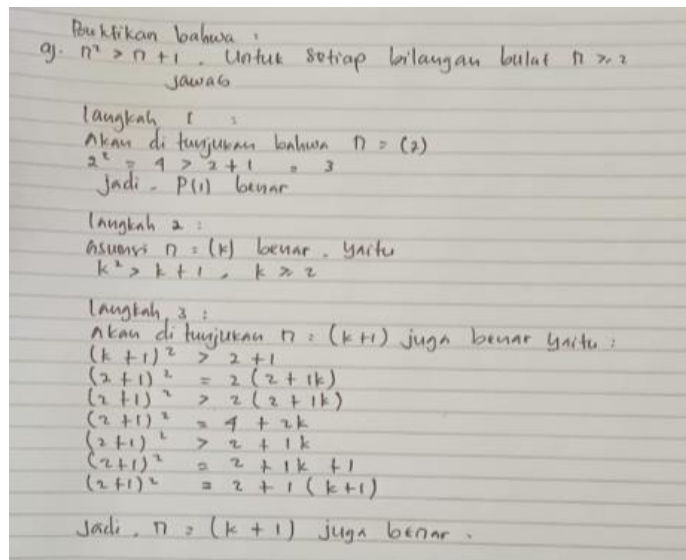 Buktikan bahwa :
a). n² > n + 1 . Untuk Setiap bilangan bulat n ≥ 2
jawab
langkah 1 :
Akan di tunjukan bahwa n = (2)
2² = 4 > 2 + 1 = 3
Jadi . P(1) benar
langkah 2 :
Asumsi n = (k) benar . yaitu
k² > k + 1 , k ≥ 2
langkah 3 :
Akan di tunjukan n = (k+1) juga benar yaitu :
(k + 1)² > 2 + 1
(2 + 1)² = 2 (2 + 1k)
(2 + 1)² > 2 (2 + 1k)
(2 + 1)² = 4 + 2k
(2 + 1)² > 2 + 1k
(2+1)² = 2 + 1k + 1
(2+1)² = 2 + 1 (k+1)
Jadi . n = (k + 1) juga benar .